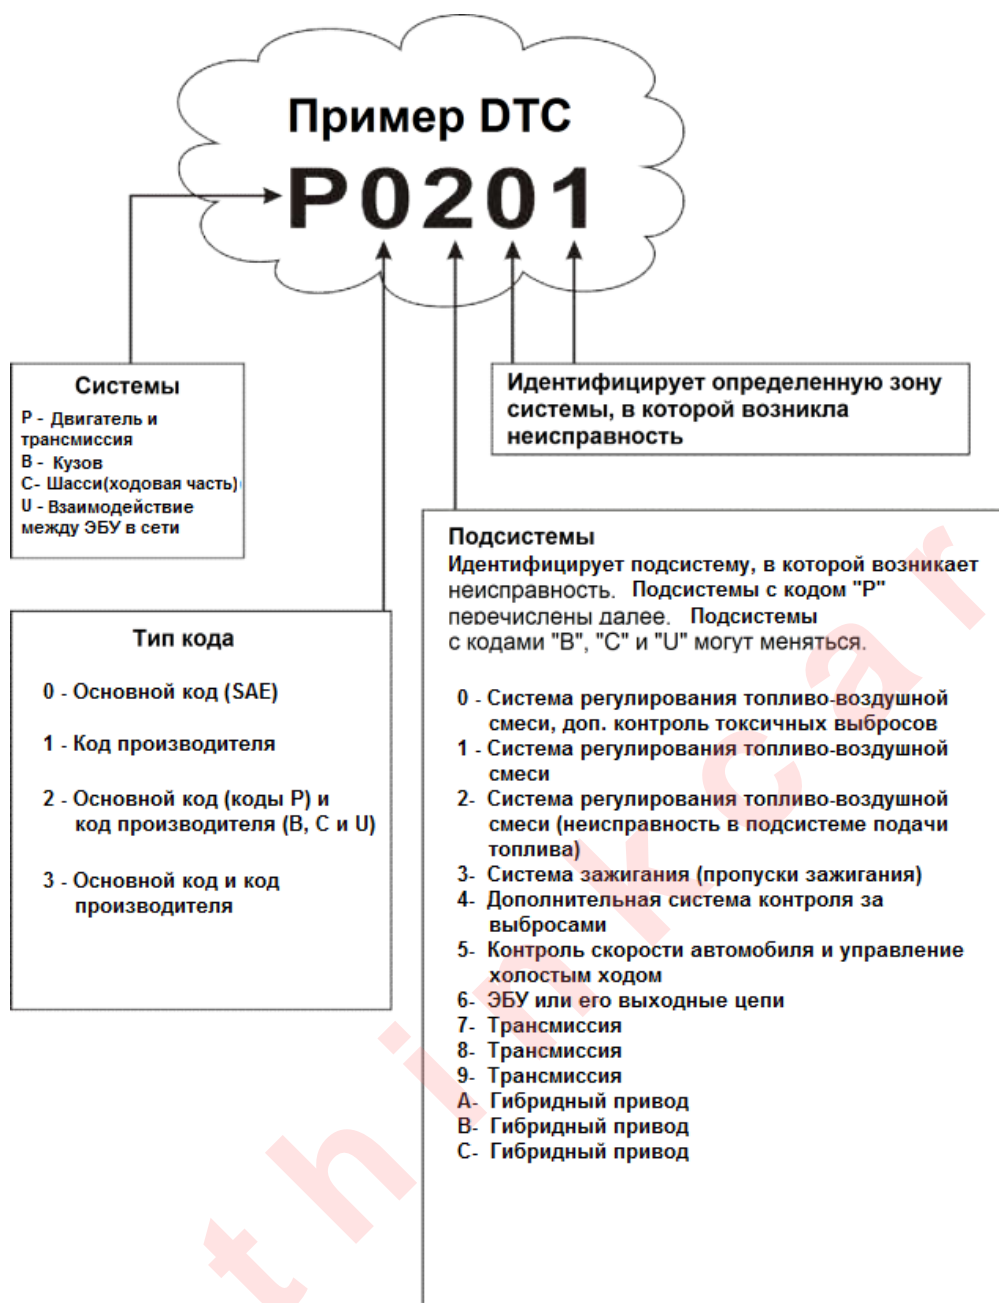 Пример DTC
P0201
Системы
P - Двигатель и
трансмиссия
B - Кузов
C- Шасси(ходовая часть)
U - Взаимодействие
между ЭБУ в сети
Идентифицирует определенную зону
системы, в которой возникла
неисправность
Тип кода
0 - Основной код (SAE)
1 - Код производителя
2 - Основной код (коды P) и
код производителя (B, C и U)
3 - Основной код и код
производителя
Подсистемы
Идентифицирует подсистему, в которой возникает
неисправность. Подсистемы с кодом "P"
перечислены далее. Подсистемы
с кодами "B", "C" и "U" могут меняться.
0 - Система регулирования топливо-воздушной
смеси, доп. контроль токсичных выбросов
1 - Система регулирования топливо-воздушной
смеси
2- Система регулирования топливо-воздушной
смеси (неисправность в подсистеме подачи
топлива)
3- Система зажигания (пропуски зажигания)
4- Дополнительная система контроля за
выбросами
5- Контроль скорости автомобиля и управление
холостым ходом
6- ЭБУ или его выходные цепи
7- Трансмиссия
8- Трансмиссия
9- Трансмиссия
A- Гибридный привод
B- Гибридный привод
C- Гибридный привод
thinkcar